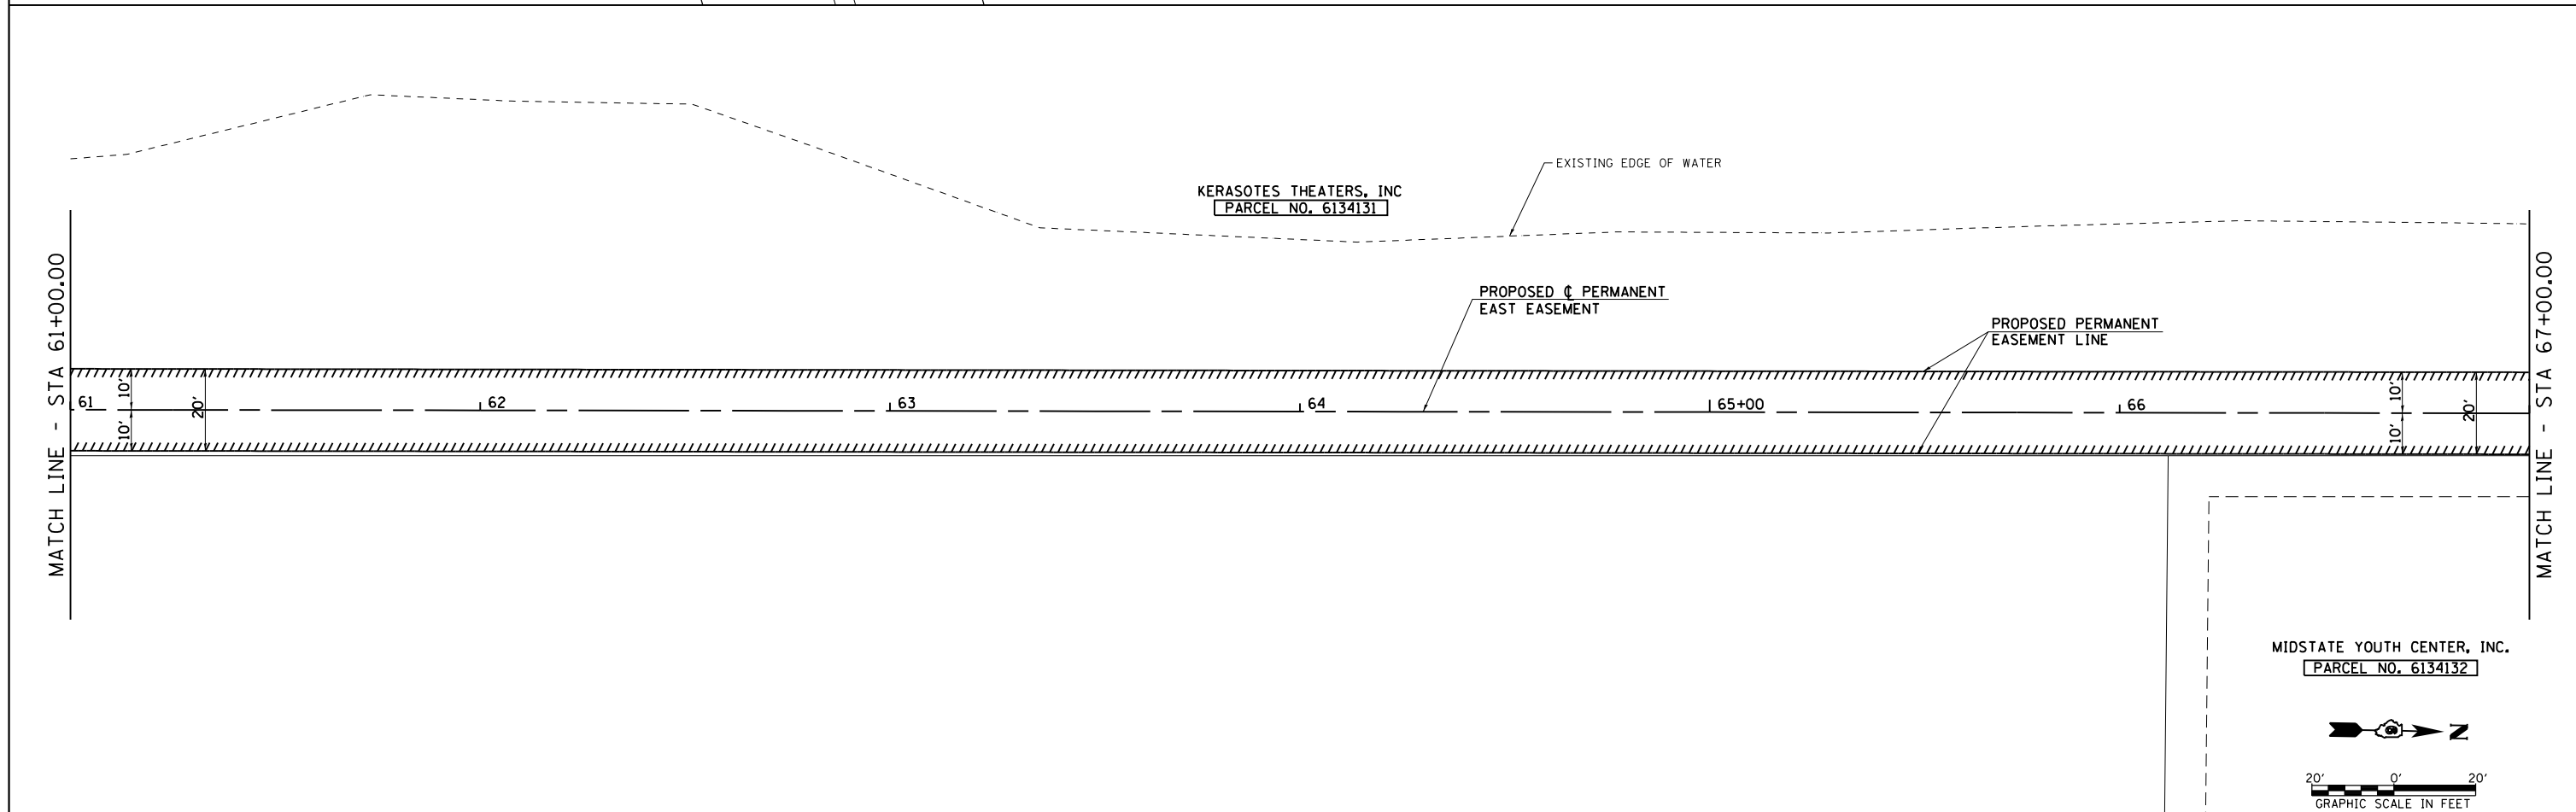 EXISTING EDGE OF WATER
KERASOTES THEATERS, INC
PARCEL NO. 6134131
MATCH LINE - STA 61+00.00
MATCH LINE - STA 67+00.00
PROPOSED ℄ PERMANENT
EAST EASEMENT
PROPOSED PERMANENT
EASEMENT LINE
10'
10'
20'
61
62
63
64
65+00
66
10'
10'
20'
MIDSTATE YOUTH CENTER, INC.
PARCEL NO. 6134132
N
20' 0' 20'
GRAPHIC SCALE IN FEET